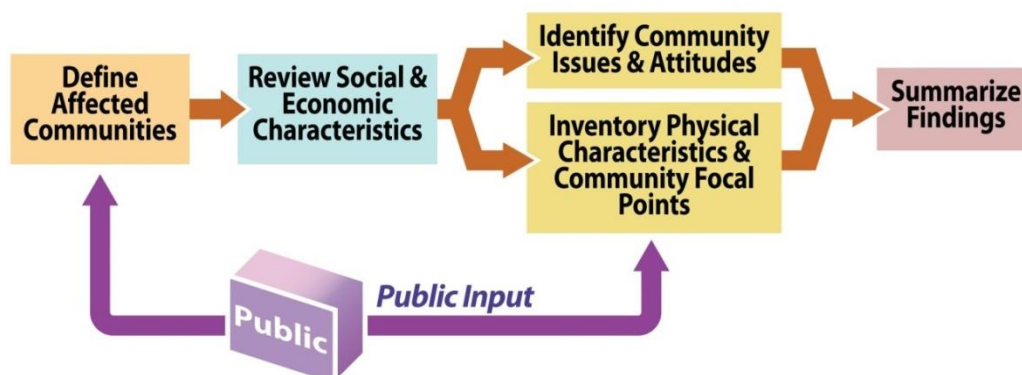 Define
Affected
Communities
Review Social &
Economic
Characteristics
Identify Community
Issues & Attitudes
Inventory Physical
Characteristics &
Community Focal
Points
Summarize
Findings
Public
Public Input